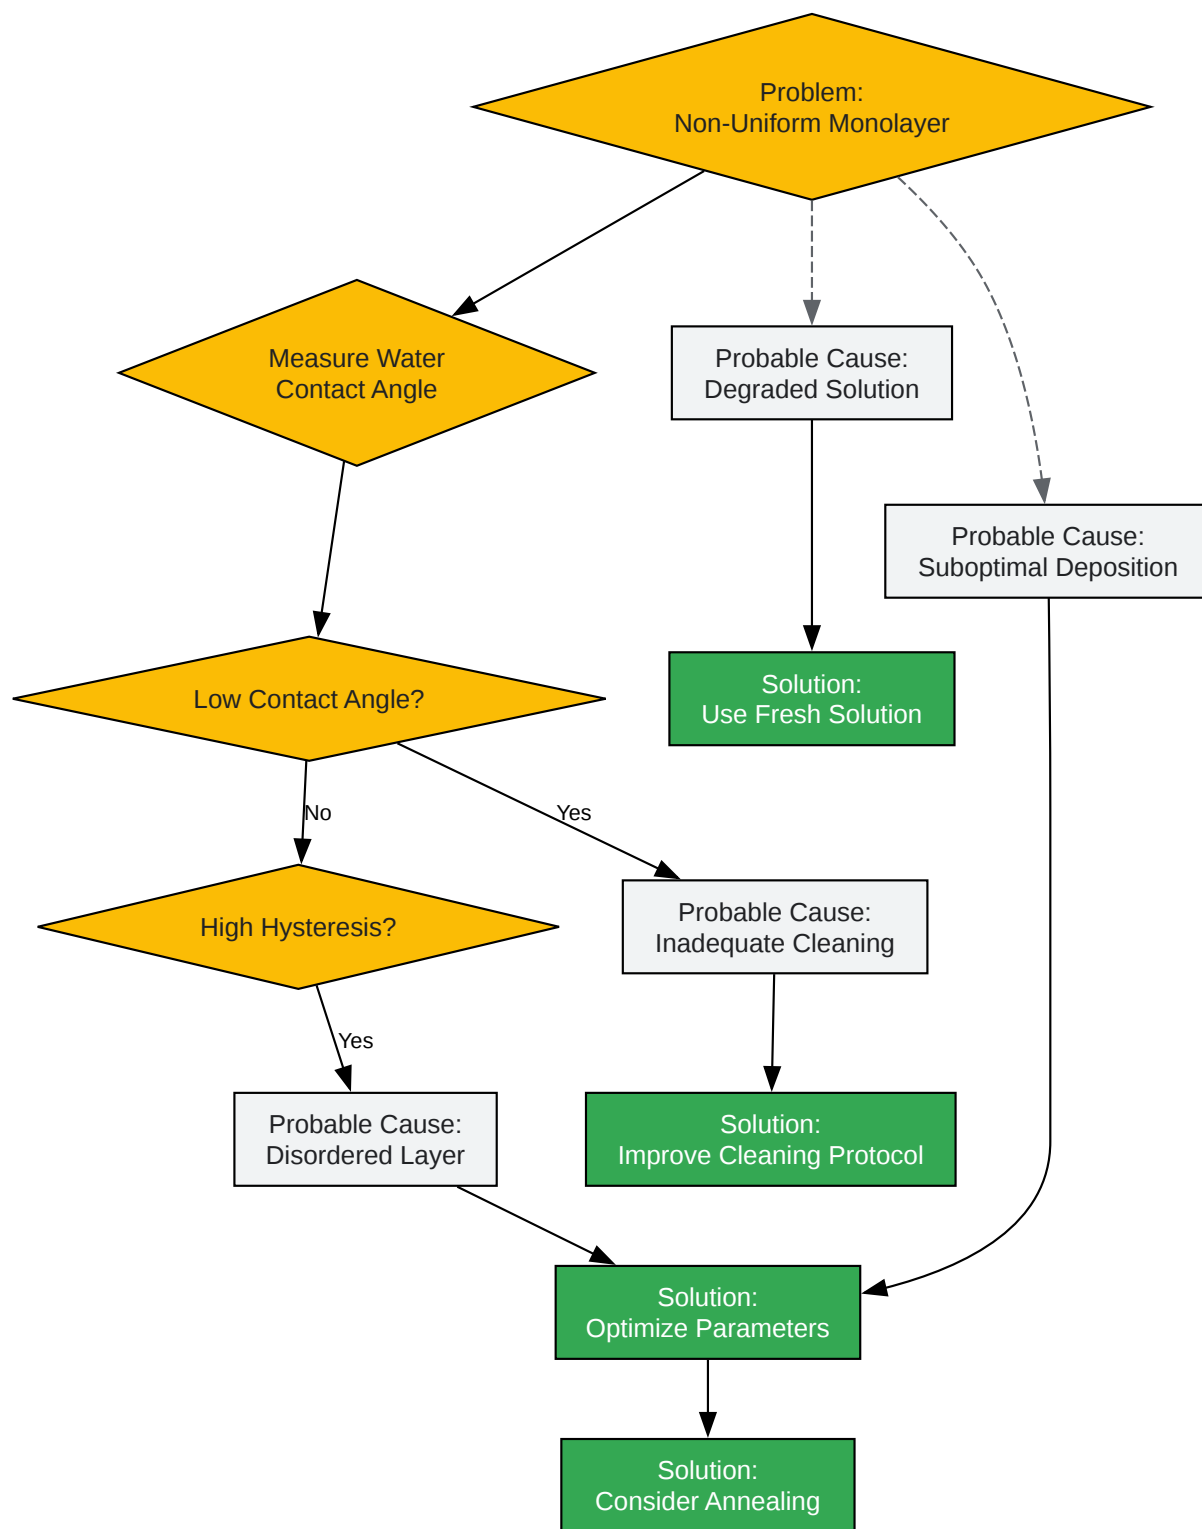 Problem:
Non-Uniform Monolayer
Measure Water
Contact Angle
Probable Cause:
Degraded Solution
Probable Cause:
Suboptimal Deposition
Low Contact Angle?
Solution:
Use Fresh Solution
No
Yes
High Hysteresis?
Probable Cause:
Inadequate Cleaning
Yes
Probable Cause:
Disordered Layer
Solution:
Improve Cleaning Protocol
Solution:
Optimize Parameters
Solution:
Consider Annealing